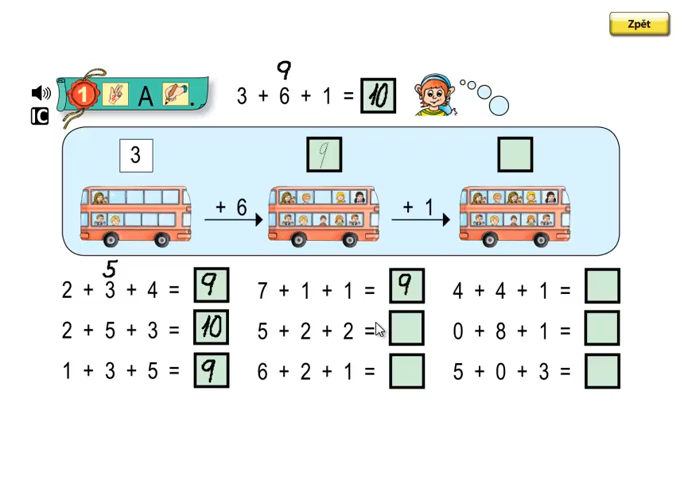 Zpět
9
1 A .
3 + 6 + 1 = 10
IC
3 9
+ 6 + 1
5
2 + 3 + 4 = 9 7 + 1 + 1 = 9 4 + 4 + 1 =
2 + 5 + 3 = 10 5 + 2 + 2 = 0 + 8 + 1 =
1 + 3 + 5 = 9 6 + 2 + 1 = 5 + 0 + 3 =